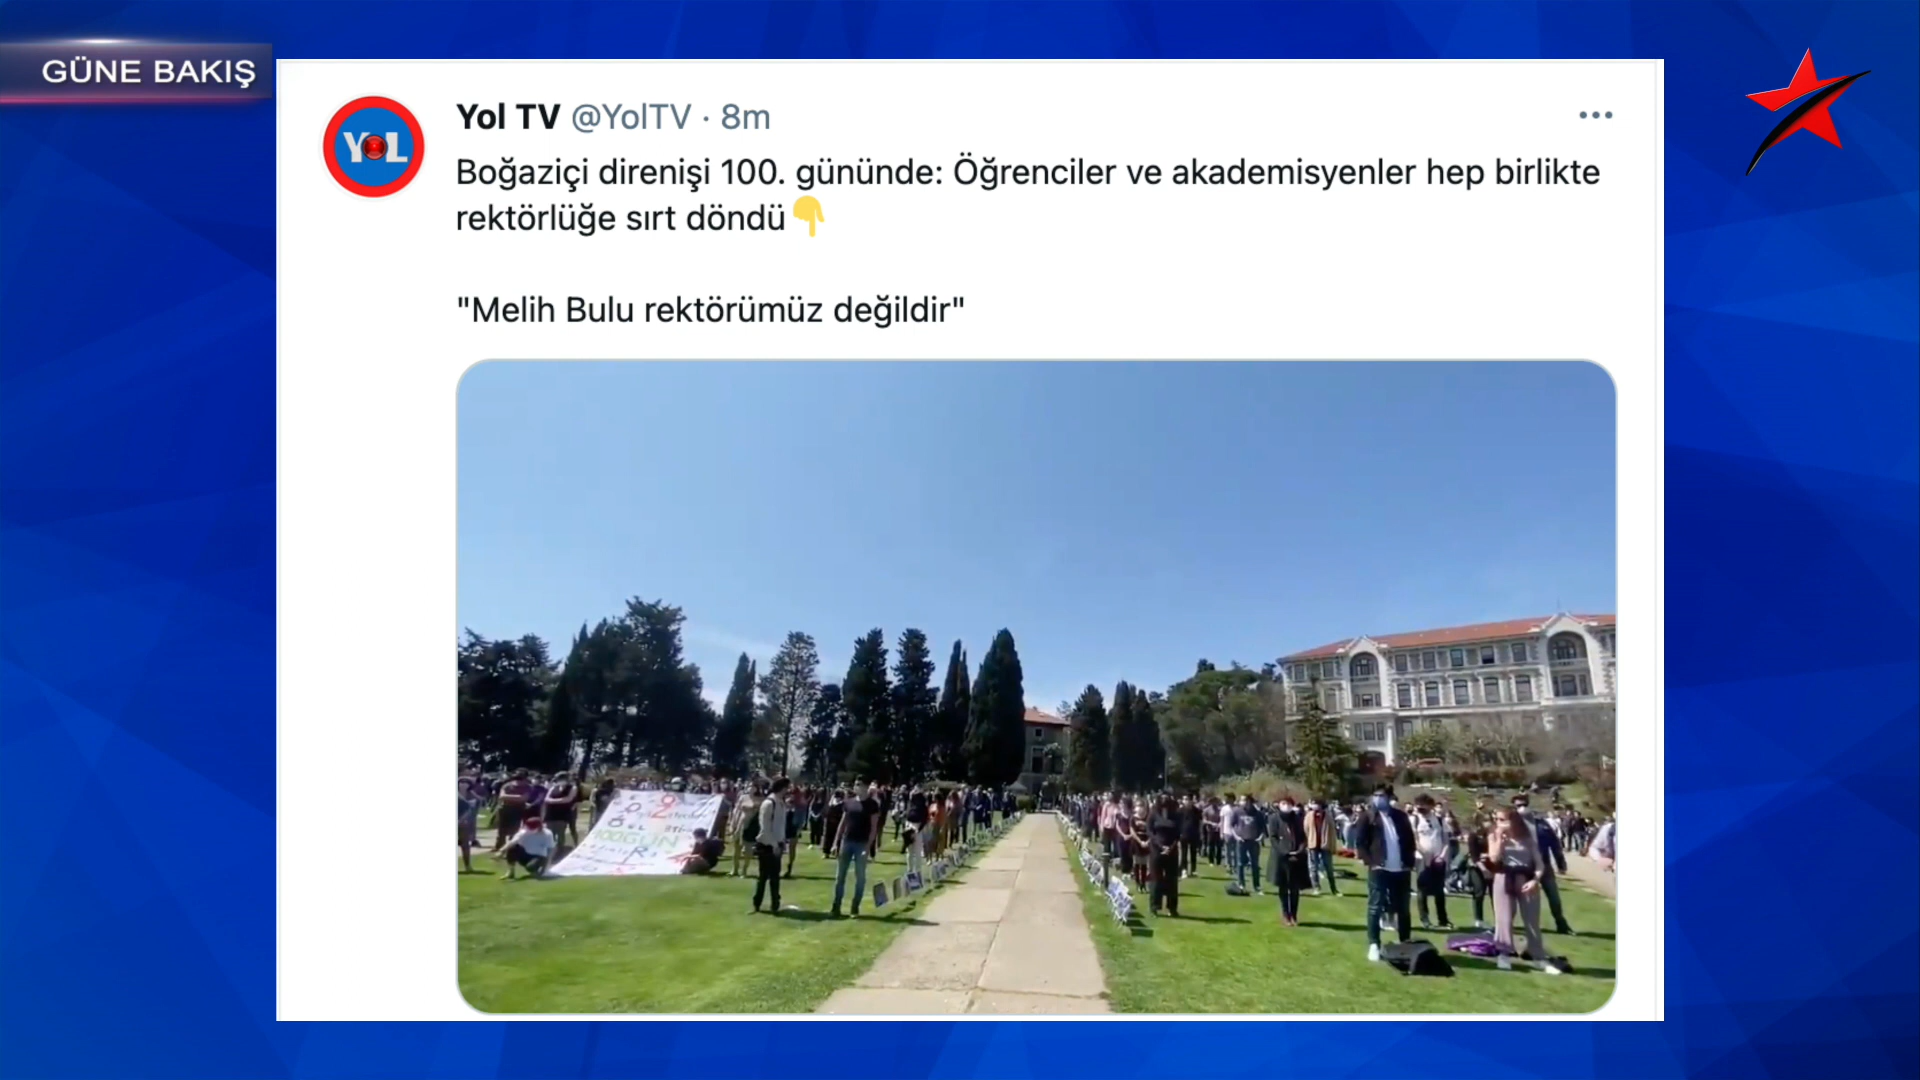 GÜNE BAKIŞ
Yol TV @YolTV · 8m
Boğaziçi direnişi 100. gününde: Öğrenciler ve akademisyenler hep birlikte
rektörlüğe sırt döndü👇
"Melih Bulu rektörümüz değildir"
YOL
100GÜN